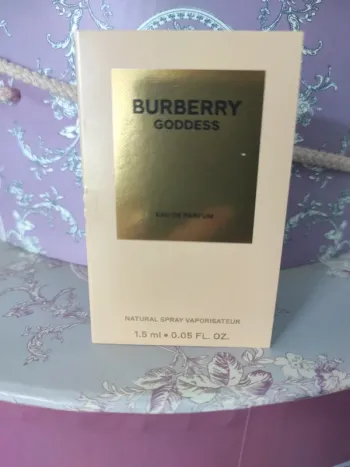 BURBERRY
GODDESS
EAU DE PARFUM
NATURAL SPRAY VAPORISATEUR
1.5 ml • 0.05 FL. OZ.